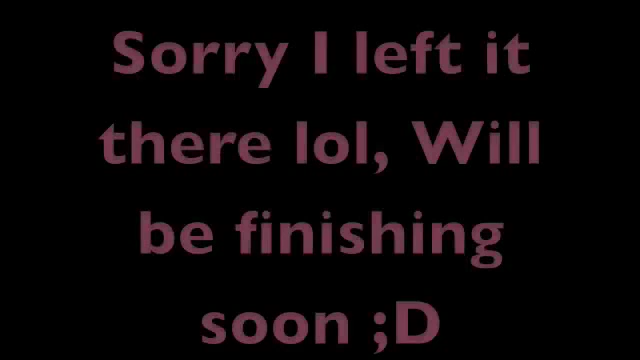 Sorry I left it
there lol, Will
be finishing
soon ;D